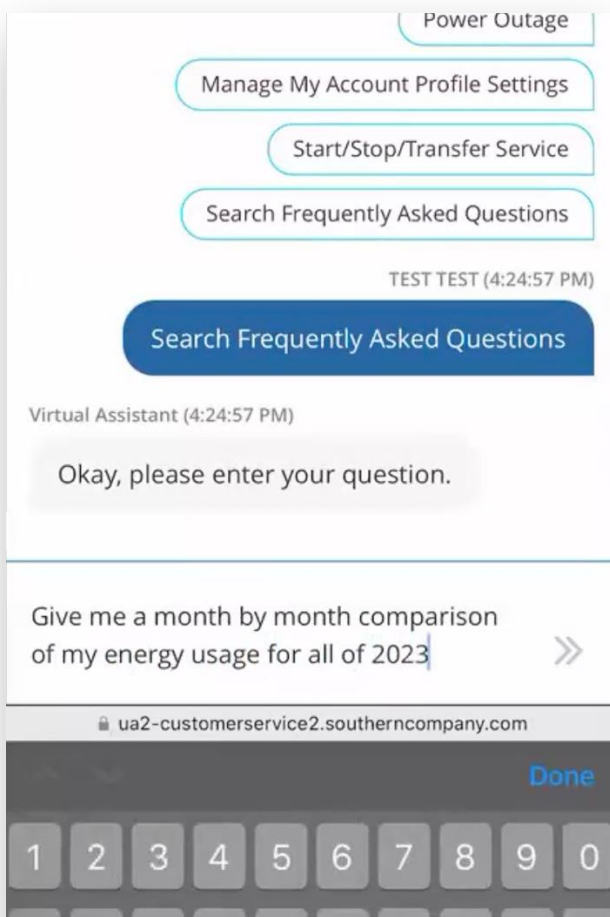 Power Outage
Manage My Account Profile Settings
Start/Stop/Transfer Service
Search Frequently Asked Questions
TEST TEST (4:24:57 PM)
Search Frequently Asked Questions
Virtual Assistant (4:24:57 PM)
Okay, please enter your question.
Give me a month by month comparison
of my energy usage for all of 2023
ua2-customerservice2.southerncompany.com
Done
1 2 3 4 5 6 7 8 9 0